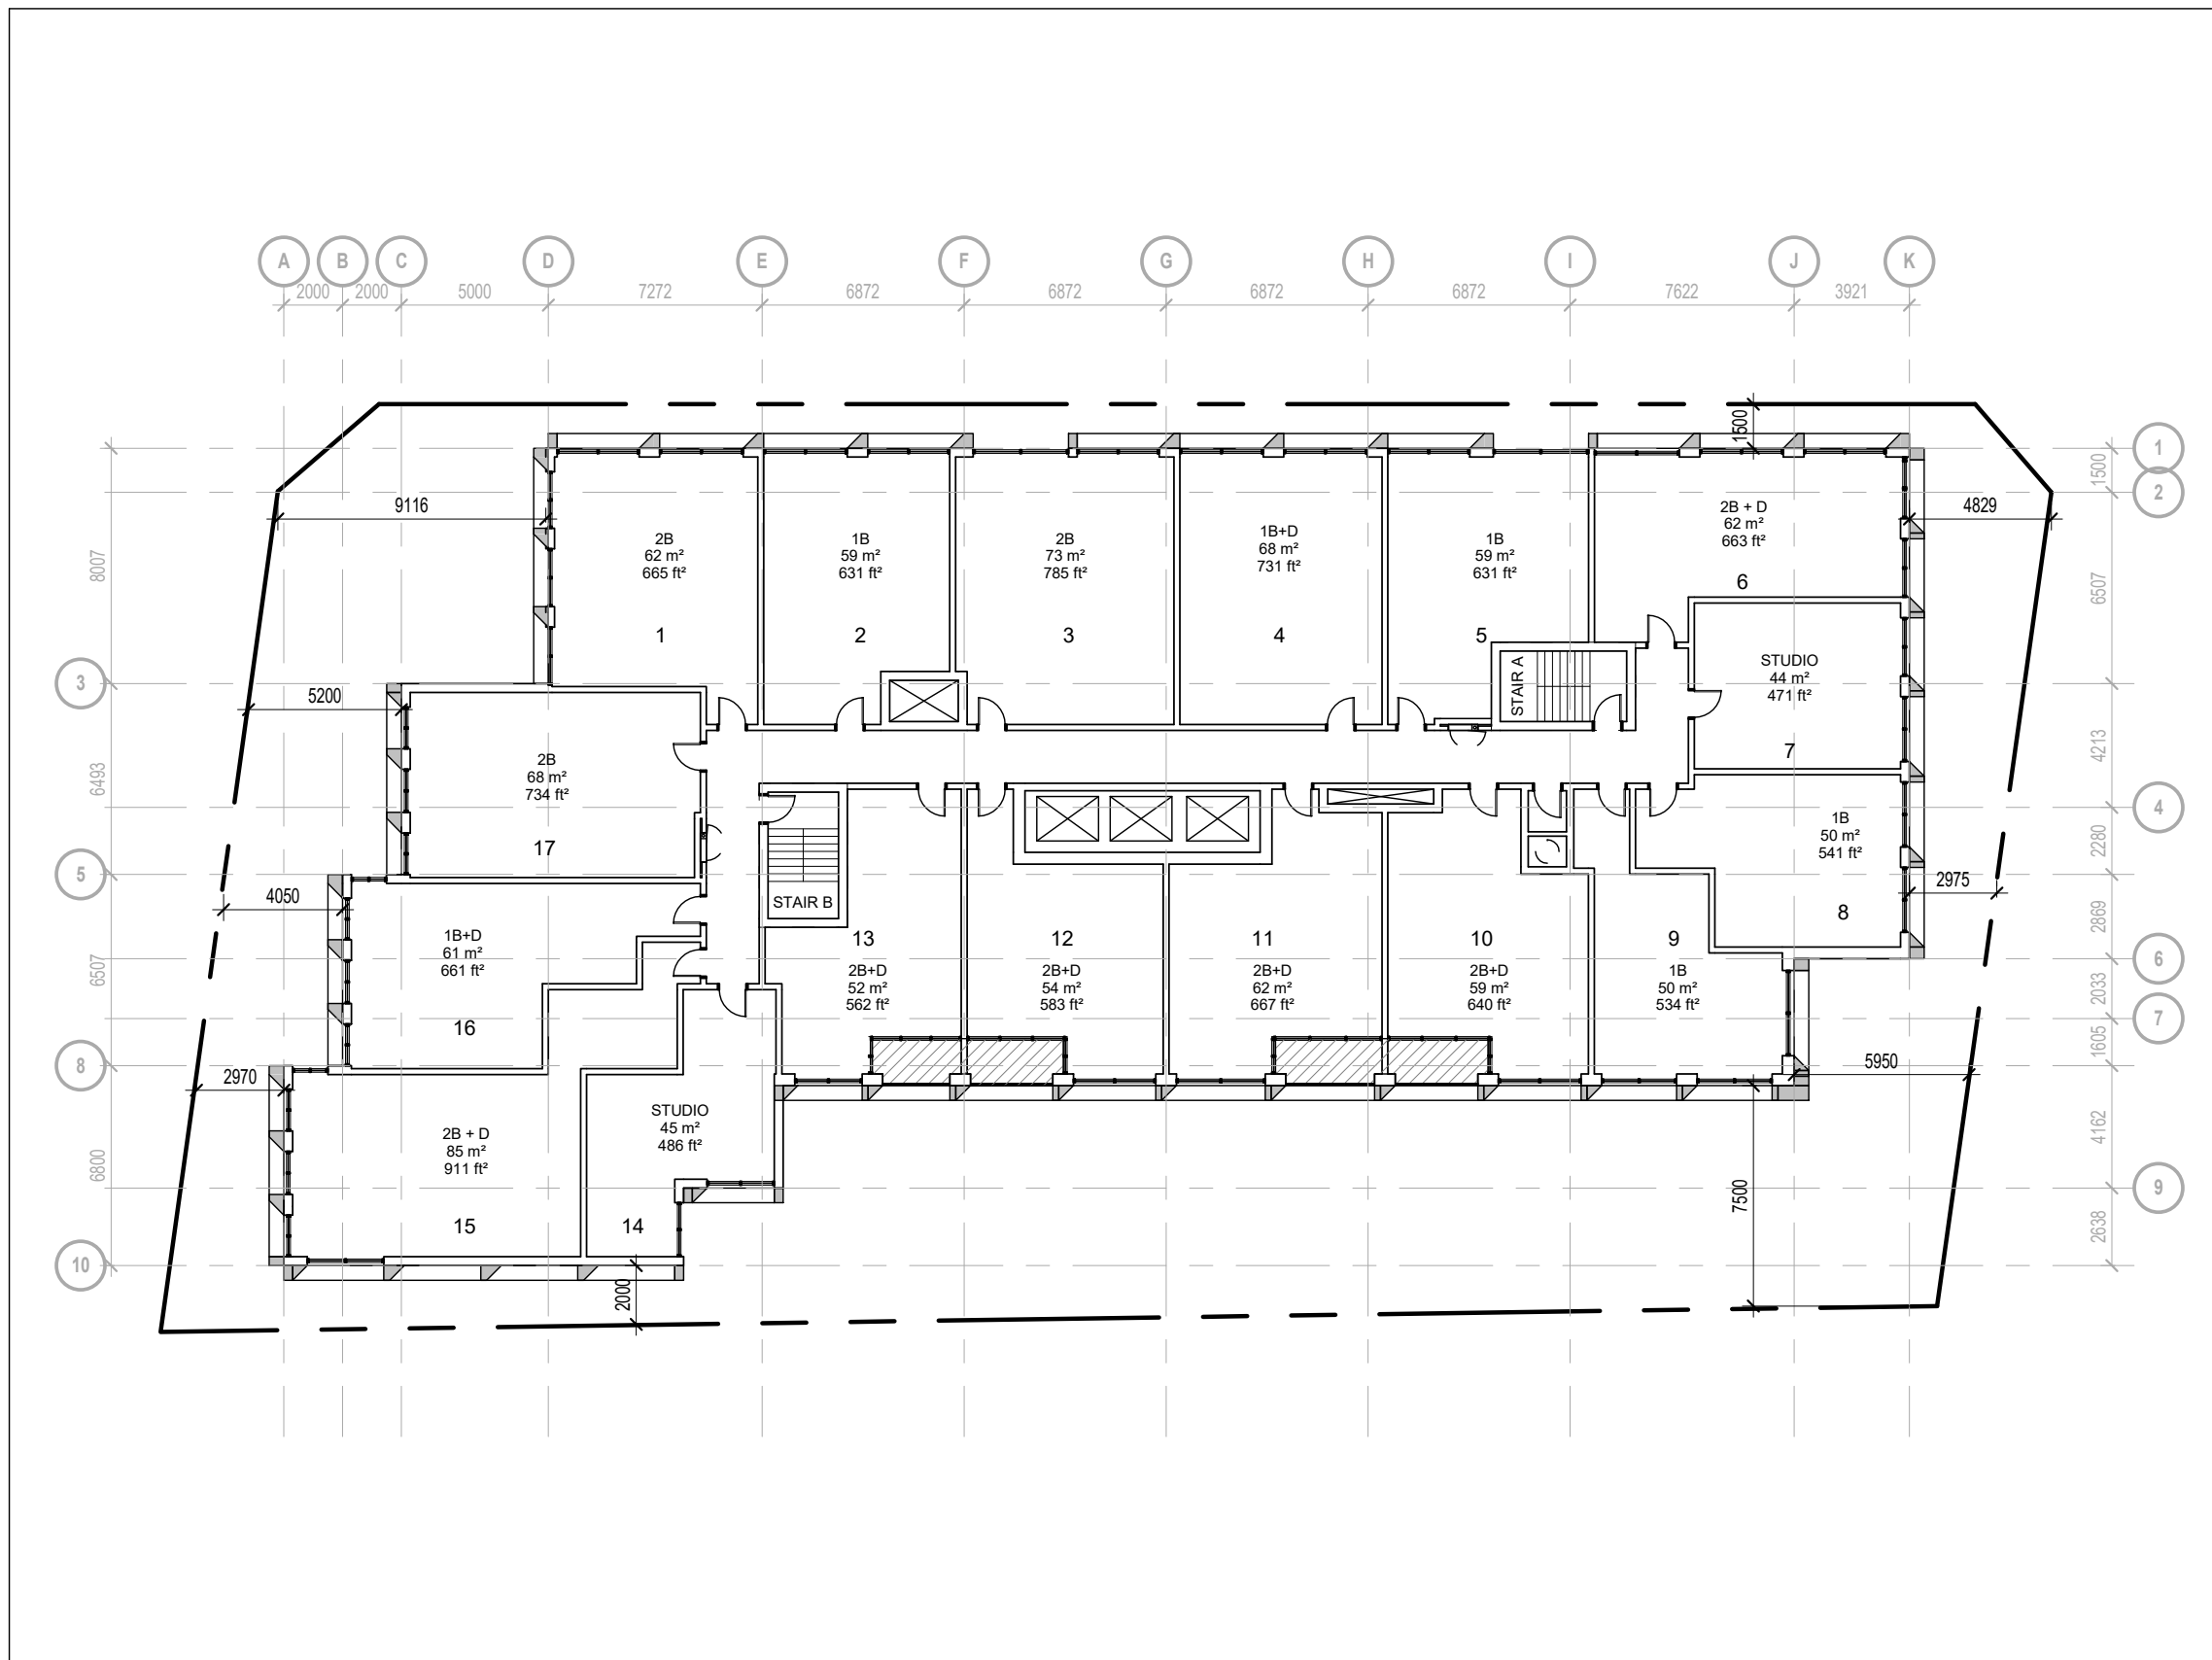 A B C D E F G H I J K
2000 2000 5000 7272 6872 6872 6872 6872 7622 3921
1500
1
1500
2
9116
4829
8007
6507
2B
62 m²
665 ft²
1
1B
59 m²
631 ft²
2
2B
73 m²
785 ft²
3
1B+D
68 m²
731 ft²
4
1B
59 m²
631 ft²
5
2B + D
62 m²
663 ft²
6
STUDIO
44 m²
471 ft²
7
STAIR A
3
5200
4213
6493
2B
68 m²
734 ft²
17
4
1B
50 m²
541 ft²
8
2280
5
4050
2975
2869
STAIR B
1B+D
61 m²
661 ft²
16
13
2B+D
52 m²
562 ft²
12
2B+D
54 m²
583 ft²
11
2B+D
62 m²
667 ft²
10
2B+D
59 m²
640 ft²
9
1B
50 m²
534 ft²
6
6507
2033
7
1605
8
2970
5950
STUDIO
45 m²
486 ft²
14
2B + D
85 m²
911 ft²
15
6800
4162
7500
9
2638
10
2000